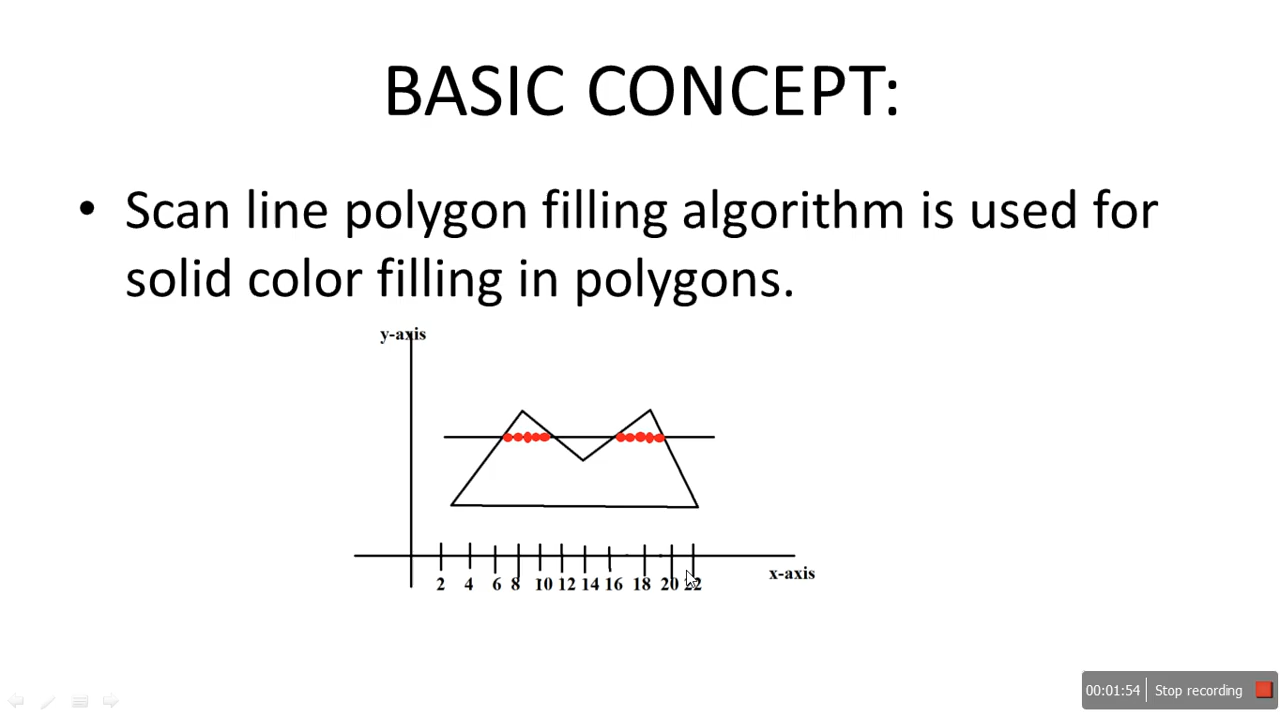 BASIC CONCEPT:
• Scan line polygon filling algorithm is used for
solid color filling in polygons.
y-axis
2 4 6 8 10 12 14 16 18 20 22
x-axis
00:01:54 Stop recording